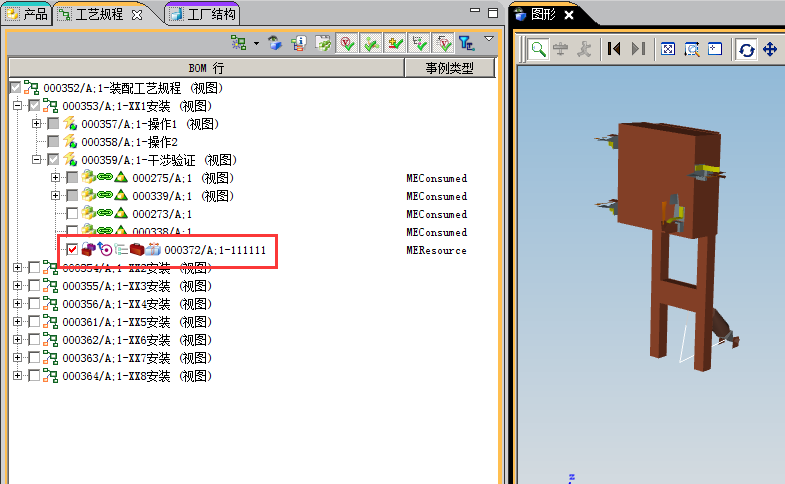 产品 工艺规程 工厂结构 图形
BOM 行 事例类型
000352/A;1-装配工艺规程 (视图)
000353/A;1-XX1安装 (视图)
000357/A;1-操作1 (视图)
000358/A;1-操作2
000359/A;1-干涉验证 (视图)
000275/A;1 (视图) MEConsumed
000339/A;1 (视图) MEConsumed
000273/A;1 MEConsumed
000338/A;1 MEConsumed
000372/A;1-111111 MEResource
000354/A;1-XX2安装 (视图)
000355/A;1-XX3安装 (视图)
000356/A;1-XX4安装 (视图)
000361/A;1-XX5安装 (视图)
000362/A;1-XX6安装 (视图)
000363/A;1-XX7安装 (视图)
000364/A;1-XX8安装 (视图)
z